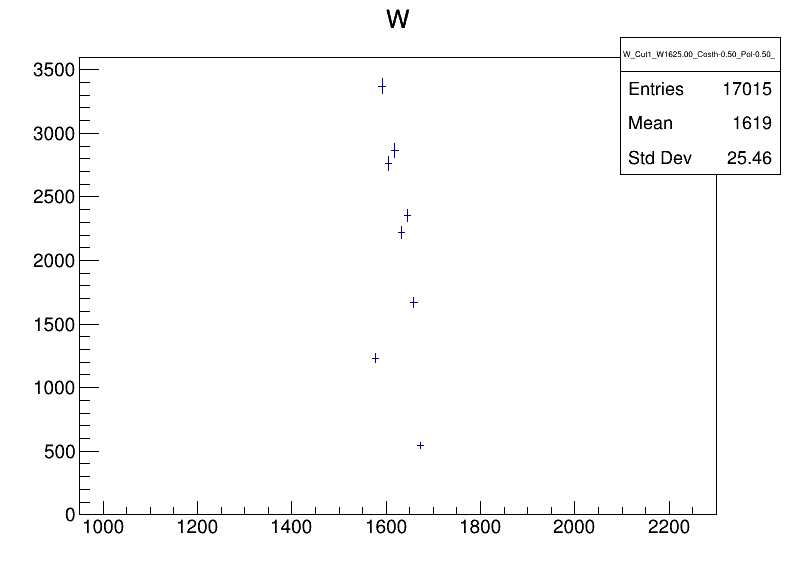 W
W_Cut1_W1625.00_Costh-0.50_Pol-0.50_
Entries 17015
Mean 1619
Std Dev 25.46
3500
3000
2500
2000
1500
1000
500
0
1000 1200 1400 1600 1800 2000 2200